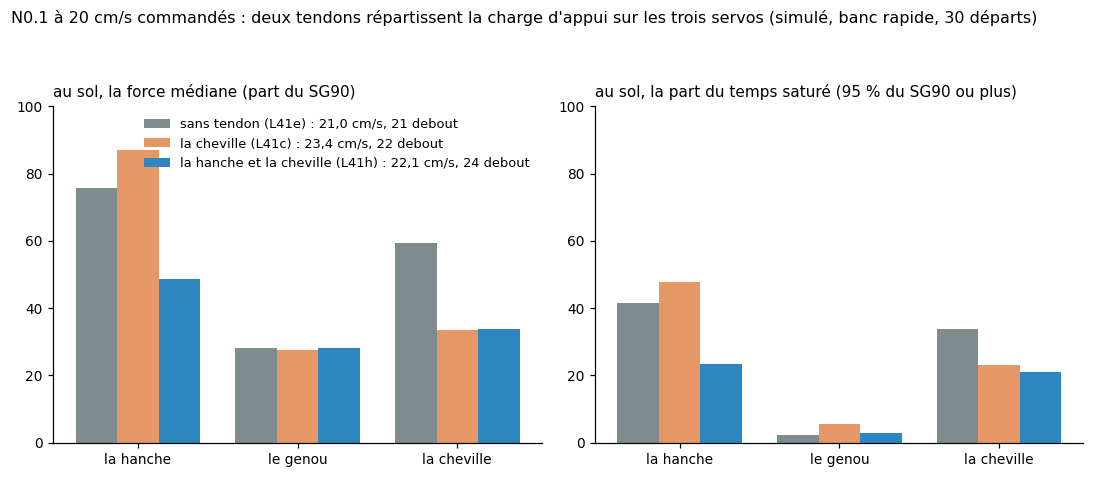 N0.1 à 20 cm/s commandés : deux tendons répartissent la charge d'appui sur les trois servos (simulé, banc rapide, 30 départs)
au sol, la force médiane (part du SG90)
100
80
60
40
20
0
sans tendon (L41e) : 21,0 cm/s, 21 debout
la cheville (L41c) : 23,4 cm/s, 22 debout
la hanche et la cheville (L41h) : 22,1 cm/s, 24 debout
la hanche
le genou
la cheville
au sol, la part du temps saturé (95 % du SG90 ou plus)
100
80
60
40
20
0
la hanche
le genou
la cheville